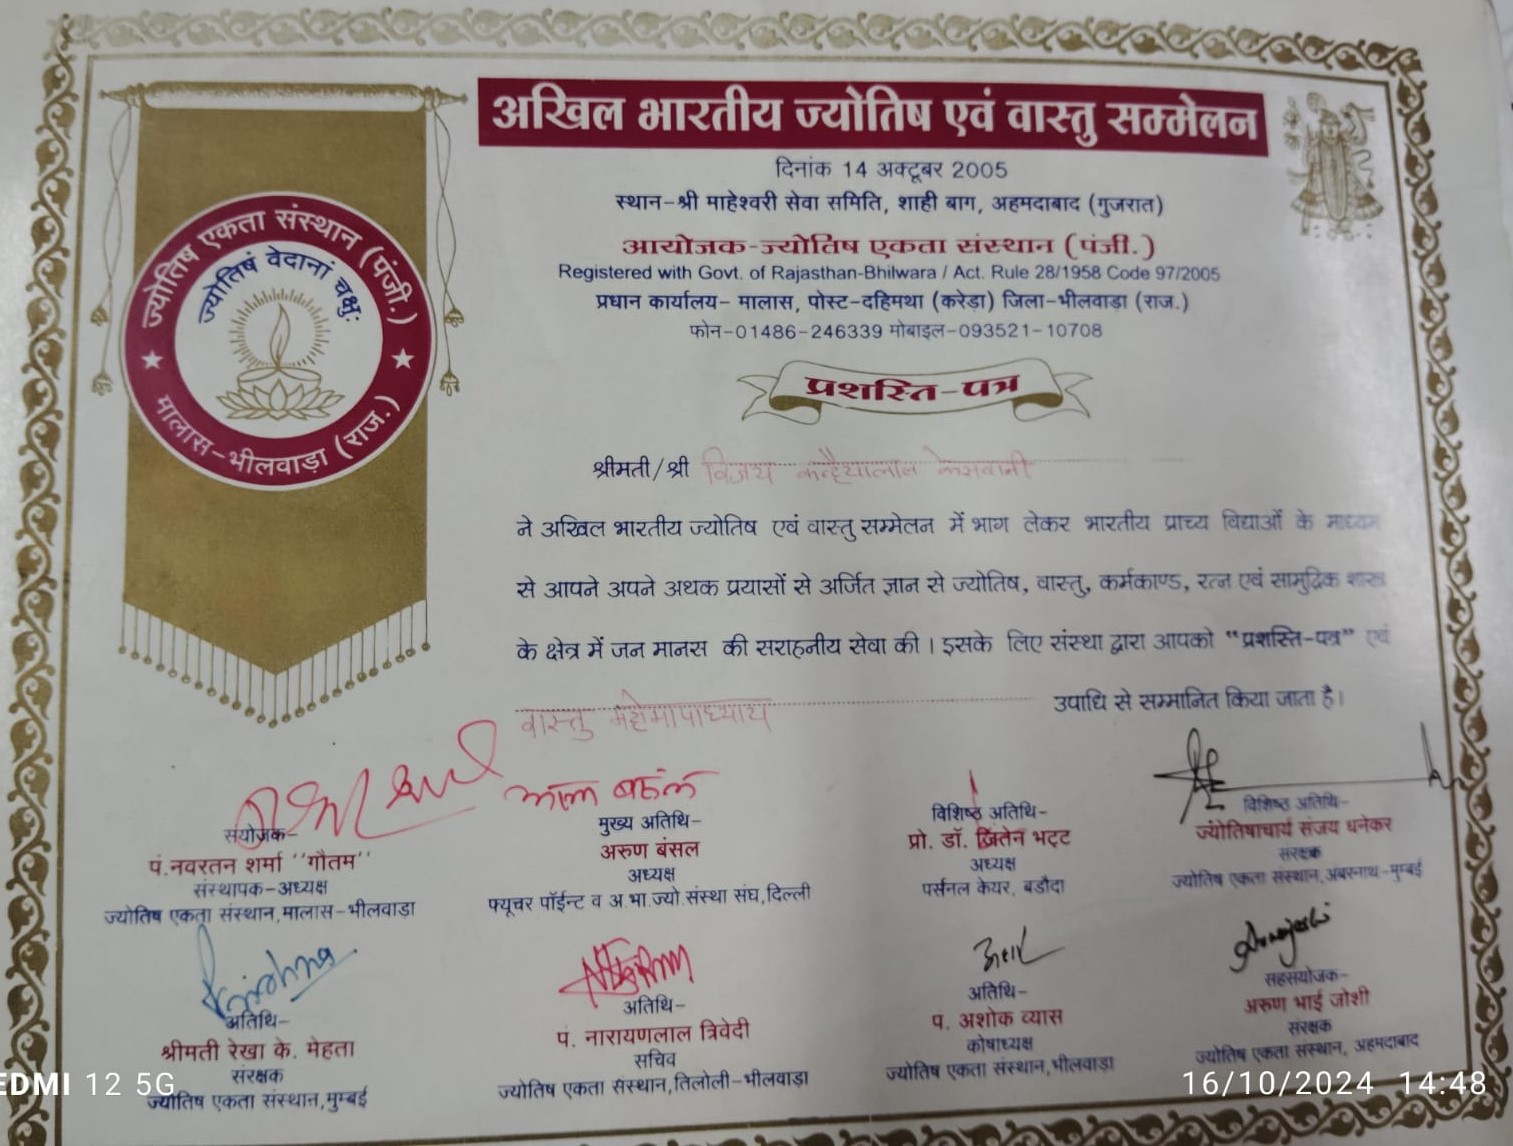 अखिल भारतीय ज्योतिष एवं वास्तु सम्मेलन
दिनांक 14 अक्टूबर 2005
स्थान-श्री माहेश्वरी सेवा समिति, शाही बाग, अहमदाबाद (गुजरात)
आयोजक-ज्योतिष एकता संस्थान (पंजी.)
Registered with Govt. of Rajasthan-Bhilwara / Act. Rule 28/1958 Code 97/2005
प्रधान कार्यालय- मालास, पोस्ट-दहिमथा (करेड़ा) जिला-भीलवाड़ा (राज.)
फोन-01486-246339 मोबाइल-093521-10708
ज्योतिष एकता संस्थान (पंजी.)
ज्योतिषं वेदानां चक्षुः
मालास-भीलवाड़ा (राज.)
प्रशस्ति-पत्र
श्रीमती/श्री विजय कन्हैयालाल केसवानी
ने अखिल भारतीय ज्योतिष एवं वास्तु सम्मेलन में भाग लेकर भारतीय प्राच्य विद्याओं के माध्यम
से आपने अपने अथक प्रयासों से अर्जित ज्ञान से ज्योतिष, वास्तु, कर्मकाण्ड, रत्न एवं सामुद्रिक शास्त्र
के क्षेत्र में जन मानस की सराहनीय सेवा की। इसके लिए संस्था द्वारा आपको "प्रशस्ति-पत्र" एवं
वास्तु महोमापाध्याय उपाधि से सम्मानित किया जाता है।
संयोजक-
पं.नवरतन शर्मा ''गौतम''
संस्थापक-अध्यक्ष
ज्योतिष एकता संस्थान,मालास-भीलवाड़ा
मुख्य अतिथि-
अरुण बंसल
अध्यक्ष
फ्यूचर पॉईन्ट व अ.भा.ज्यो.संस्था संघ,दिल्ली
विशिष्ठ अतिथि-
प्रो. डॉ. जितेन भट्ट
अध्यक्ष
पर्सनल केयर, बडौदा
विशिष्ठ अतिथि-
ज्योतिषाचार्य संजय धनेकर
संरक्षक
ज्योतिष एकता संस्थान,अंबरनाथ-मुम्बई
अतिथि-
श्रीमती रेखा के. मेहता
संरक्षक
ज्योतिष एकता संस्थान,मुम्बई
अतिथि-
पं. नारायणलाल त्रिवेदी
सचिव
ज्योतिष एकता संस्थान,तिलोली-भीलवाड़ा
अतिथि-
प. अशोक व्यास
कोषाध्यक्ष
ज्योतिष एकता संस्थान,भीलवाड़ा
सहसयोजक-
अरुण भाई जोशी
संरक्षक
ज्योतिष एकता संस्थान, अहमदाबाद
EDMI 12 5G
16/10/2024 14:48